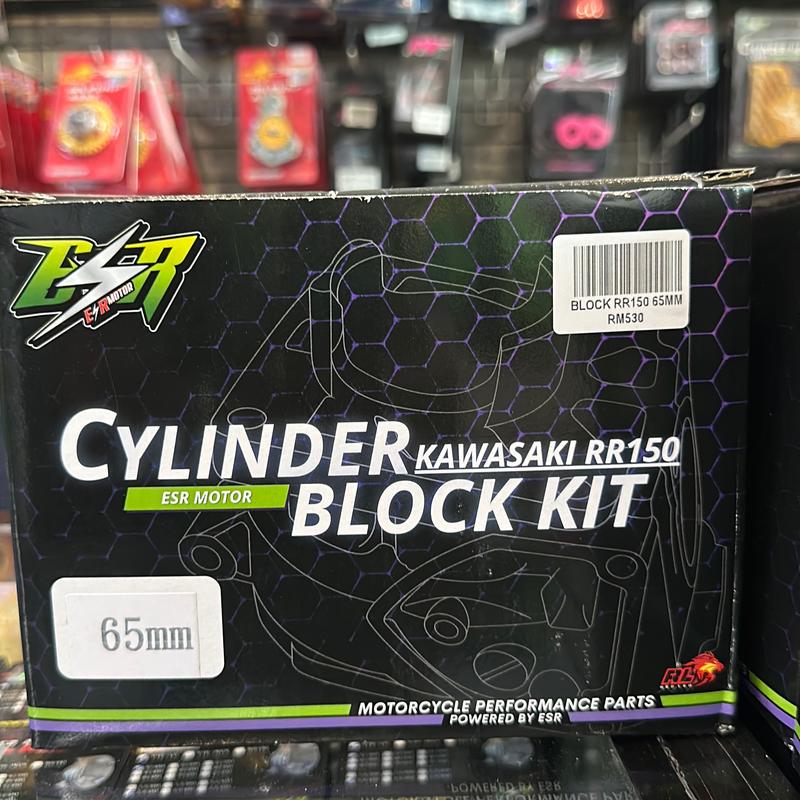 ESR
ESR MOTOR
BLOCK RR150 65MM
RM530
CYLINDER
KAWASAKI RR150
ESR MOTOR
BLOCK KIT
65mm
MOTORCYCLE PERFORMANCE PARTS
POWERED BY ESR